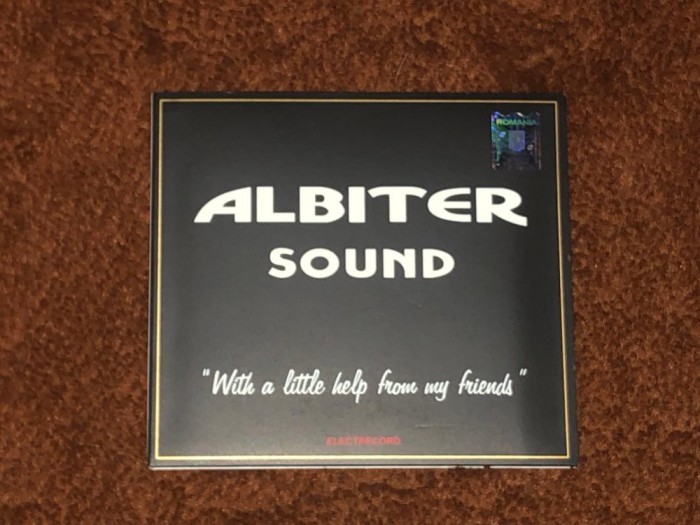 ROMANIA
ALBITER
SOUND
"With a little help from my friends"
ELECTRECORD